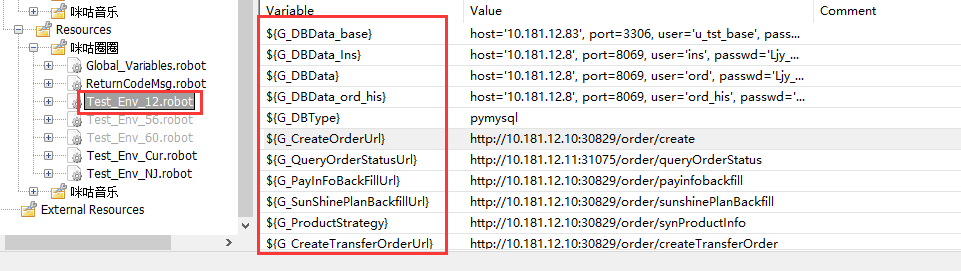 咪咕音乐
Resources
咪咕圈圈
Global_Variables.robot
ReturnCodeMsg.robot
Test_Env_12.robot
Test_Env_56.robot
Test_Env_60.robot
Test_Env_Cur.robot
Test_Env_NJ.robot
咪咕音乐
External Resources
Variable Value Comment
${G_DBData_base} host='10.181.12.83', port=3306, user='u_tst_base', pass...
${G_DBData_Ins} host='10.181.12.8', port=8069, user='ins', passwd='Ljy_...
${G_DBData} host='10.181.12.8', port=8069, user='ord', passwd='Ljy_...
${G_DBData_ord_his} host='10.181.12.8', port=8069, user='ord_his', passwd='...
${G_DBType} pymysql
${G_CreateOrderUrl} http://10.181.12.10:30829/order/create
${G_QueryOrderStatusUrl} http://10.181.12.11:31075/order/queryOrderStatus
${G_PayInFoBackFillUrl} http://10.181.12.10:30829/order/payinfobackfill
${G_SunShinePlanBackfillUrl} http://10.181.12.10:30829/order/sunshinePlanBackfill
${G_ProductStrategy} http://10.181.12.10:30829/order/synProductInfo
${G_CreateTransferOrderUrl} http://10.181.12.10:30829/order/createTransferOrder